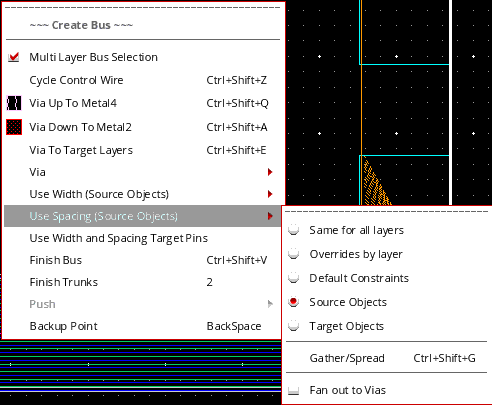 ~~~ Create Bus ~~~
Multi Layer Bus Selection
Cycle Control Wire Ctrl+Shift+Z
Via Up To Metal4 Ctrl+Shift+Q
Via Down To Metal2 Ctrl+Shift+A
Via To Target Layers Ctrl+Shift+E
Via
Use Width (Source Objects)
Use Spacing (Source Objects)
Use Width and Spacing Target Pins
Finish Bus Ctrl+Shift+V
Finish Trunks 2
Push
Backup Point BackSpace
Same for all layers
Overrides by layer
Default Constraints
Source Objects
Target Objects
Gather/Spread Ctrl+Shift+G
Fan out to Vias